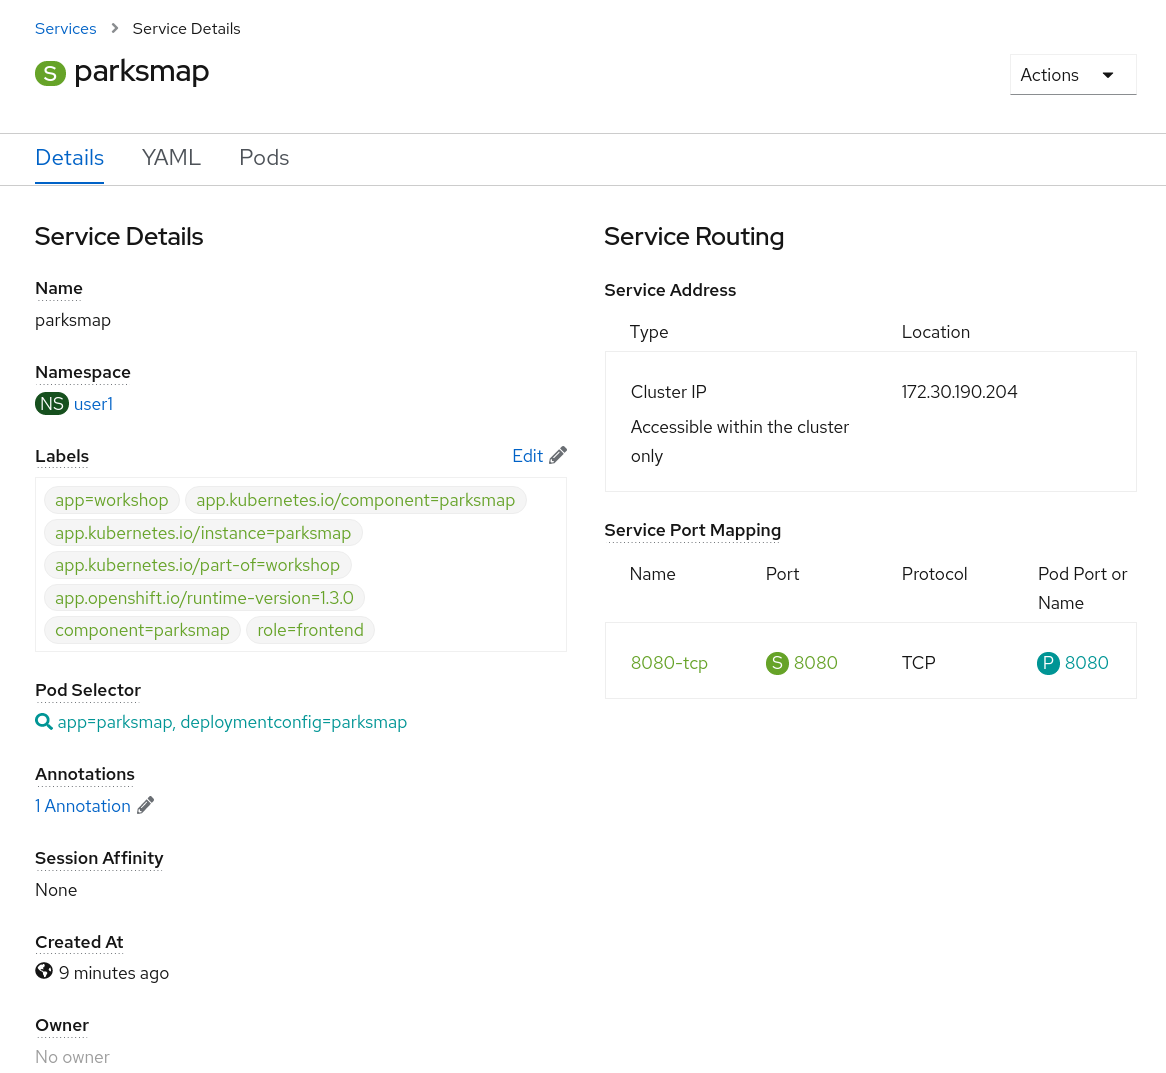 Services > Service Details
S parksmap
Actions
Details YAML Pods
Service Details
Name
parksmap
Namespace
NS user1
Labels Edit
app=workshop app.kubernetes.io/component=parksmap
app.kubernetes.io/instance=parksmap
app.kubernetes.io/part-of=workshop
app.openshift.io/runtime-version=1.3.0
component=parksmap role=frontend
Pod Selector
app=parksmap, deploymentconfig=parksmap
Annotations
1 Annotation
Session Affinity
None
Created At
9 minutes ago
Owner
No owner
Service Routing
Service Address
Type Location
Cluster IP 172.30.190.204
Accessible within the cluster
only
Service Port Mapping
Name Port Protocol Pod Port or
Name
8080-tcp S 8080 TCP P 8080